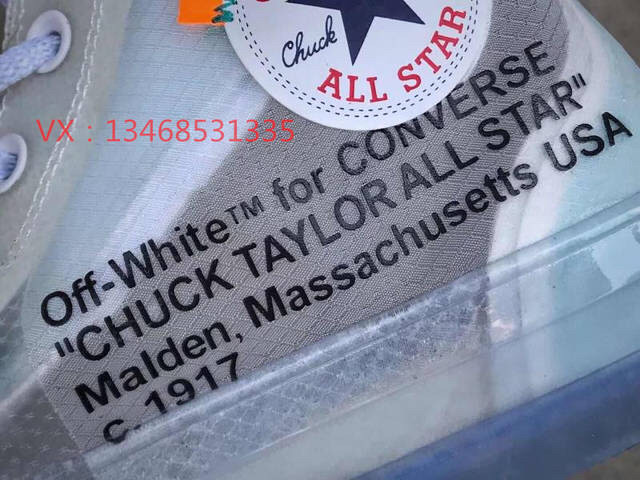 Chuck
ALL STAR
VX：13468531335
Off-White™ for CONVERSE
"CHUCK TAYLOR ALL STAR"
Malden, Massachusetts USA
c. 1917